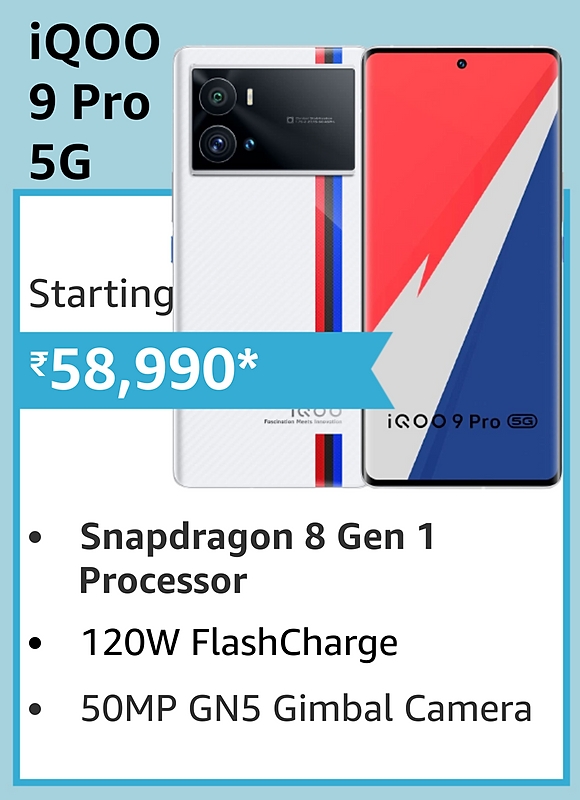 iQOO
9 Pro
5G
Starting
₹58,990*
iQOO
Fascination Meets Innovation
iQOO 9 Pro 5G
• Snapdragon 8 Gen 1
Processor
• 120W FlashCharge
• 50MP GN5 Gimbal Camera